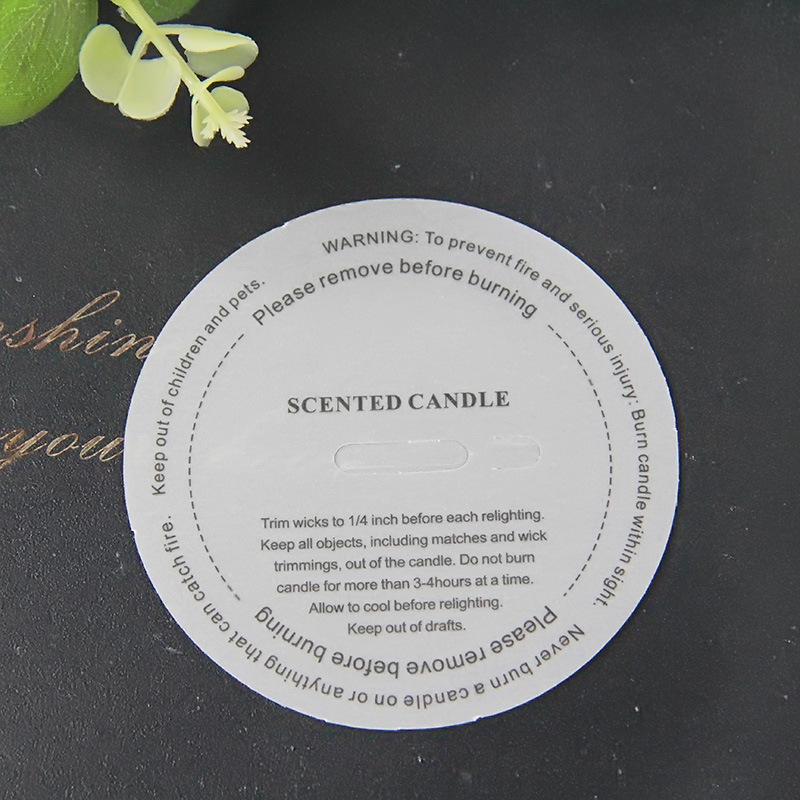 WARNING: To prevent fire and serious injury: Burn candle within sight.
Never burn a candle on or anything that can catch fire.
Keep out of children and pets.
Please remove before burning
SCENTED CANDLE
Trim wicks to 1/4 inch before each relighting.
Keep all objects, including matches and wick
trimmings, out of the candle. Do not burn
candle for more than 3-4hours at a time.
Allow to cool before relighting.
Keep out of drafts.
Please remove before burning
you